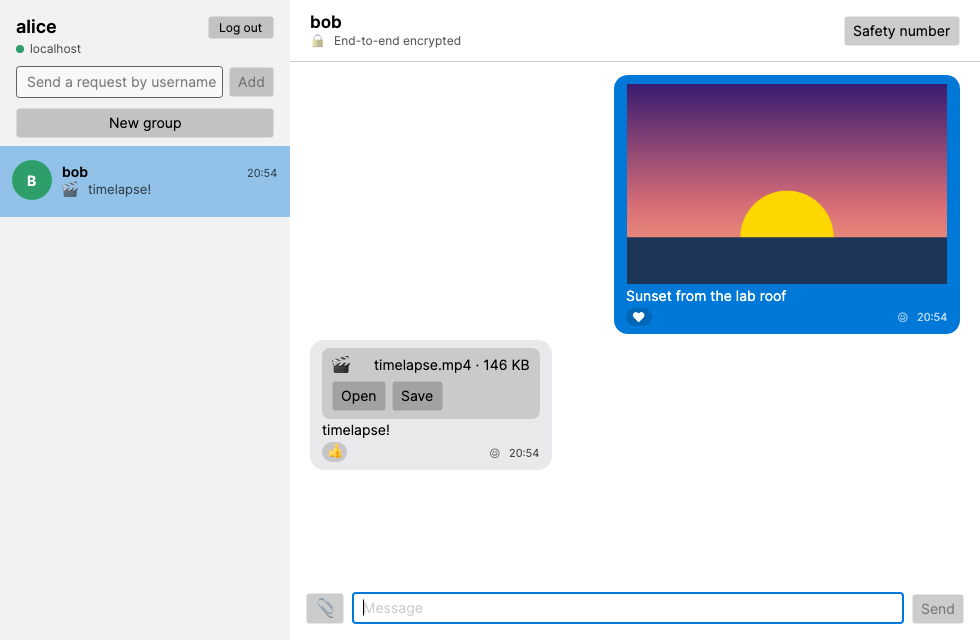 alice
Log out
localhost
Send a request by username
Add
New group
B
bob
20:54
timelapse!
bob
End-to-end encrypted
Safety number
Sunset from the lab roof
20:54
timelapse.mp4 · 146 KB
Open
Save
timelapse!
20:54
Message
Send